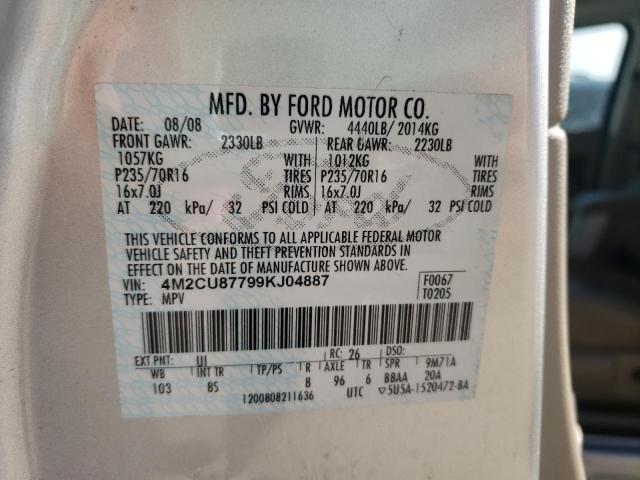 MFD. BY FORD MOTOR CO.
DATE: 08/08 GVWR: 4440LB/ 2014KG
FRONT GAWR: 2330LB REAR GAWR: 2230LB
1057KG WITH 1012KG WITH
P235/70R16 TIRES P235/70R16 TIRES
16x7.0J RIMS 16x7.0J RIMS
AT 220 kPa/ 32 PSI COLD AT 220 kPa/ 32 PSI COLD
THIS VEHICLE CONFORMS TO ALL APPLICABLE FEDERAL MOTOR
VEHICLE SAFETY AND THEFT PREVENTION STANDARDS IN
EFFECT ON THE DATE OF MANUFACTURE SHOWN ABOVE.
VIN: 4M2CU87799KJ04887 F0067
TYPE: MPV T0205
EXT PNT: UI RC: 26 DSO:
WB INT TR TP/PS R AXLE TR SPR 9M71A
103 8S 8 96 6 BBAA 20A
1200808211636 UTC ▽5U5A-1520472-BA
Ford